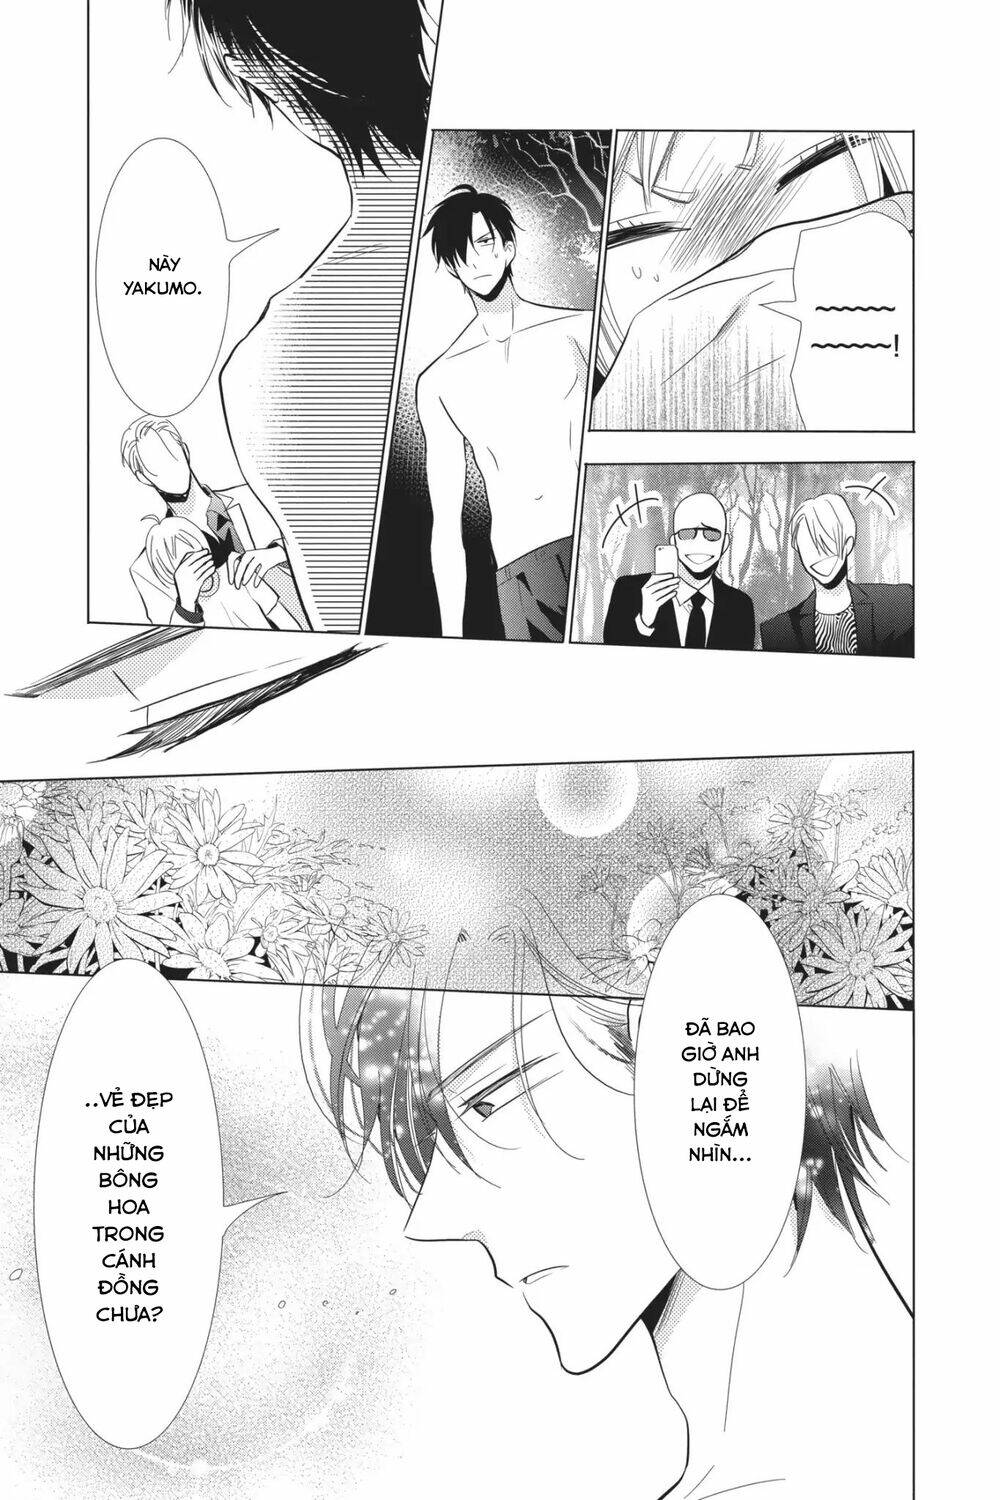 ~~~~~
~~~~~!
NÀY
YAKUMO.
ĐÃ BAO
GIỜ ANH
DỪNG
LẠI ĐỂ
NGẮM
NHÌN...
..VẺ ĐẸP
CỦA
NHỮNG
BÔNG
HOA
TRONG
CÁNH
ĐỒNG
CHƯA?